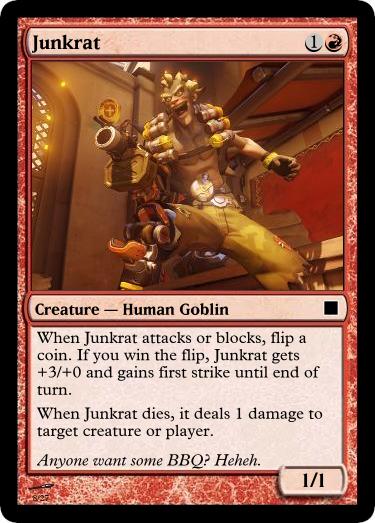 Junkrat 1
Creature — Human Goblin
When Junkrat attacks or blocks, flip a
coin. If you win the flip, Junkrat gets
+3/+0 and gains first strike until end of
turn.
When Junkrat dies, it deals 1 damage to
target creature or player.
Anyone want some BBQ? Heheh.
1/1